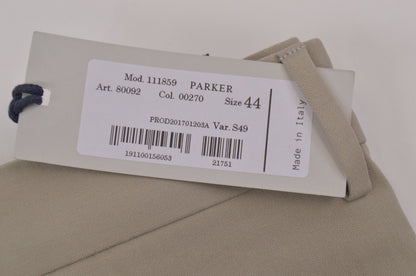 Mod. 111859 PARKER
Art. 80092 Col. 00270 Size 44
PROD201701203A Var. S49
191100156053 21751
Made in Italy